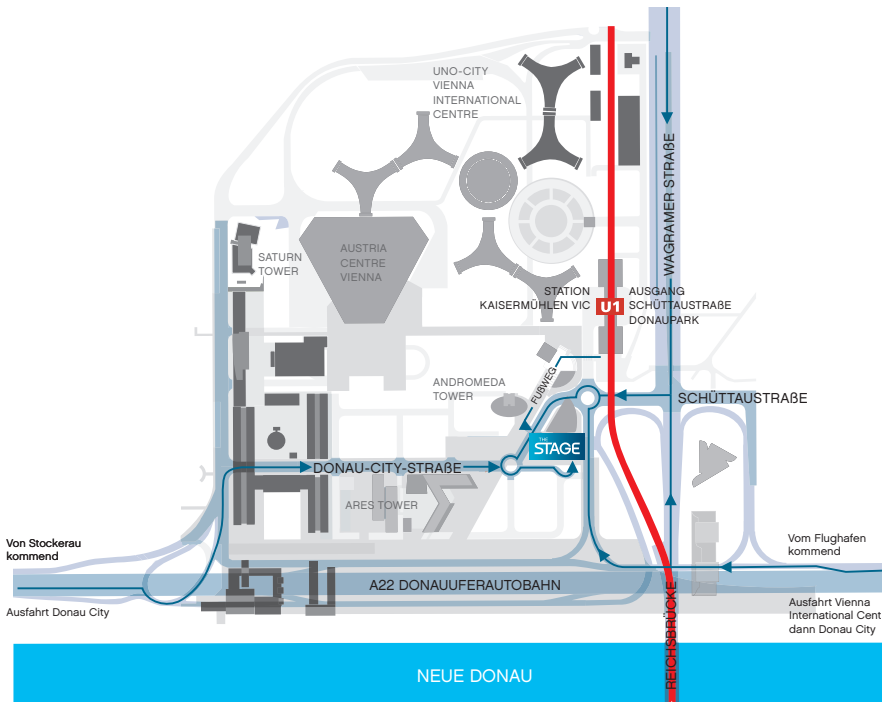 UNO-CITY
VIENNA
INTERNATIONAL
CENTRE
WAGRAMER STRAßE
SATURN
TOWER
AUSTRIA
CENTRE
VIENNA
STATION
KAISERMÜHLEN VIC
U1
AUSGANG
SCHÜTTAUSTRAßE
DONAUPARK
ANDROMEDA
TOWER
FUßWEG
SCHÜTTAUSTRAßE
THE
STAGE
DONAU-CITY-STRAßE
ARES TOWER
Von Stockerau
kommend
Vom Flughafen
kommend
A22 DONAUUFERAUTOBAHN
Ausfahrt Donau City
Ausfahrt Vienna
International Cent
dann Donau City
REICHSBRÜCKE
NEUE DONAU